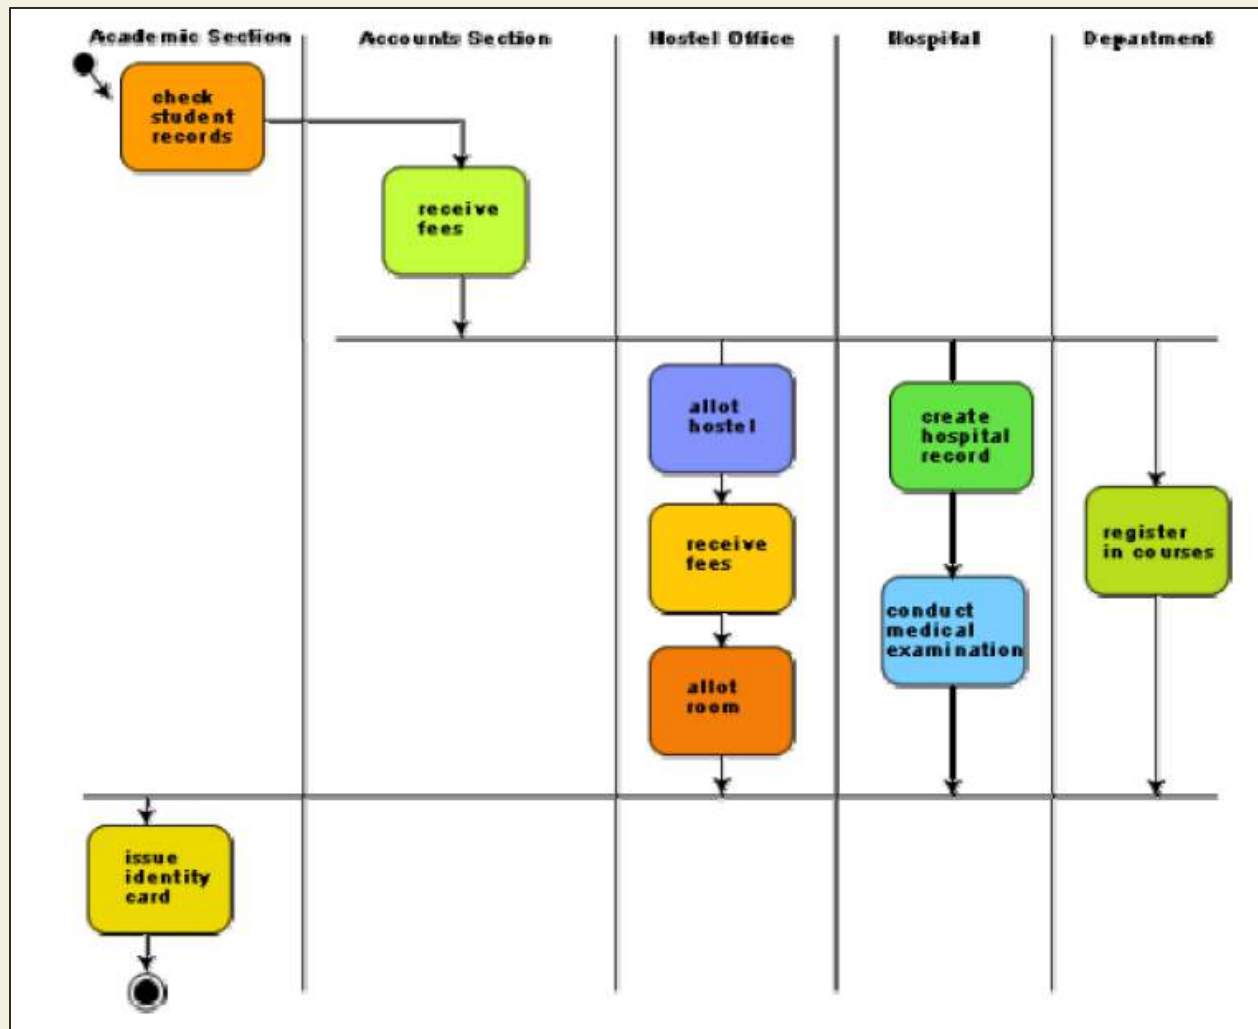 Academic Section
Accounts Section
Hostel Office
Hospital
Department
check
student
records
receive
fees
allot
hostel
receive
fees
allot
room
create
hospital
record
conduct
medical
examination
register
in courses
issue
identity
card